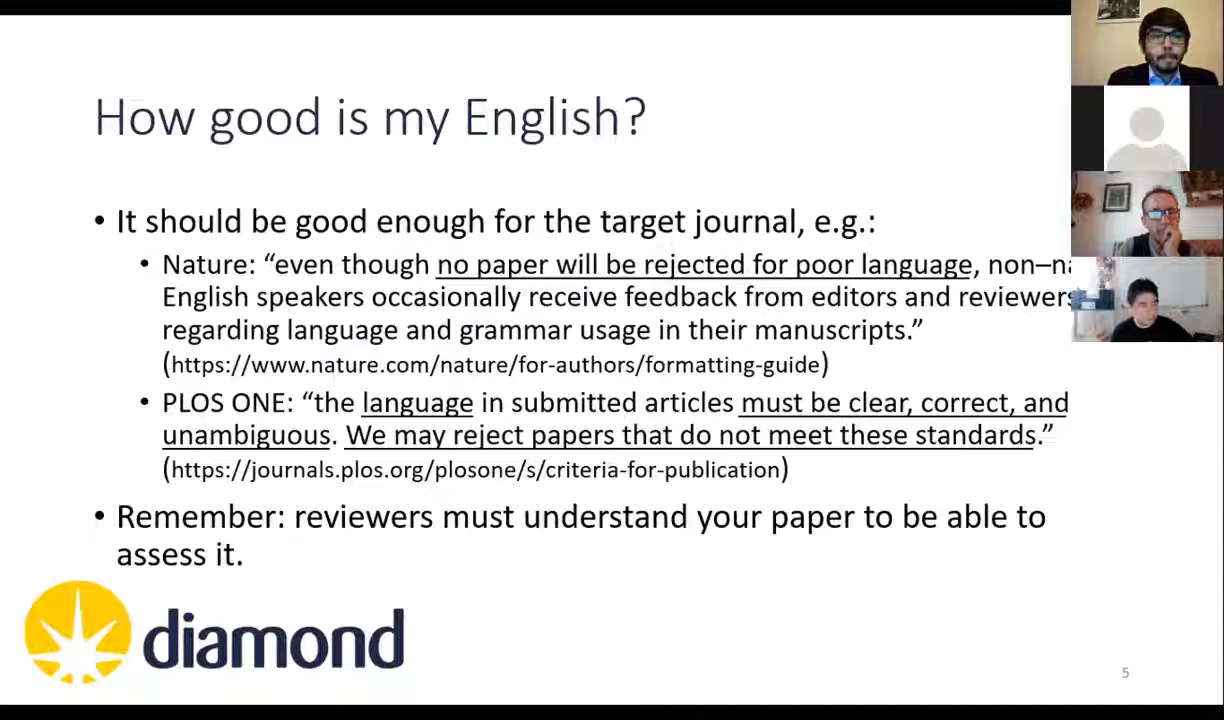 How good is my English?
• It should be good enough for the target journal, e.g.:
• Nature: “even though no paper will be rejected for poor language, non–na
English speakers occasionally receive feedback from editors and reviewers
regarding language and grammar usage in their manuscripts.”
(https://www.nature.com/nature/for-authors/formatting-guide)
• PLOS ONE: “the language in submitted articles must be clear, correct, and
unambiguous. We may reject papers that do not meet these standards.”
(https://journals.plos.org/plosone/s/criteria-for-publication)
• Remember: reviewers must understand your paper to be able to
assess it.
diamond
5